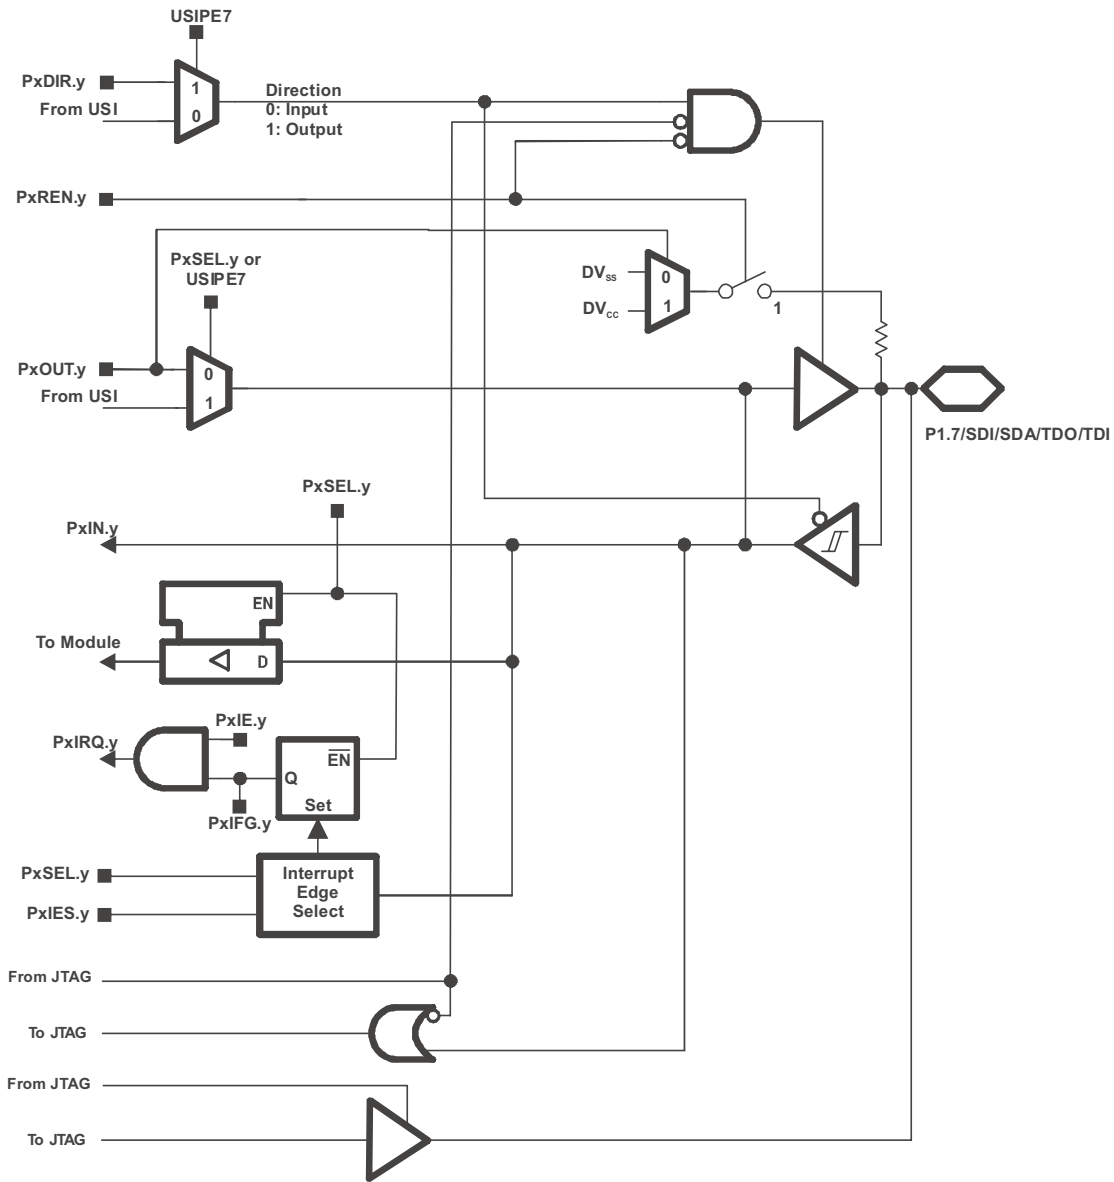 USIPE7
PxDIR.y
From USI
1
0
Direction
0: Input
1: Output
PxREN.y
PxSEL.y or
USIPE7
DVSS
DVCC
0
1
1
PxOUT.y
From USI
0
1
P1.7/SDI/SDA/TDO/TDI
PxSEL.y
PxIN.y
EN
To Module
D
PxIE.y
PxIRQ.y
EN
Q
Set
PxIFG.y
PxSEL.y
PxIES.y
Interrupt
Edge
Select
From JTAG
To JTAG
From JTAG
To JTAG